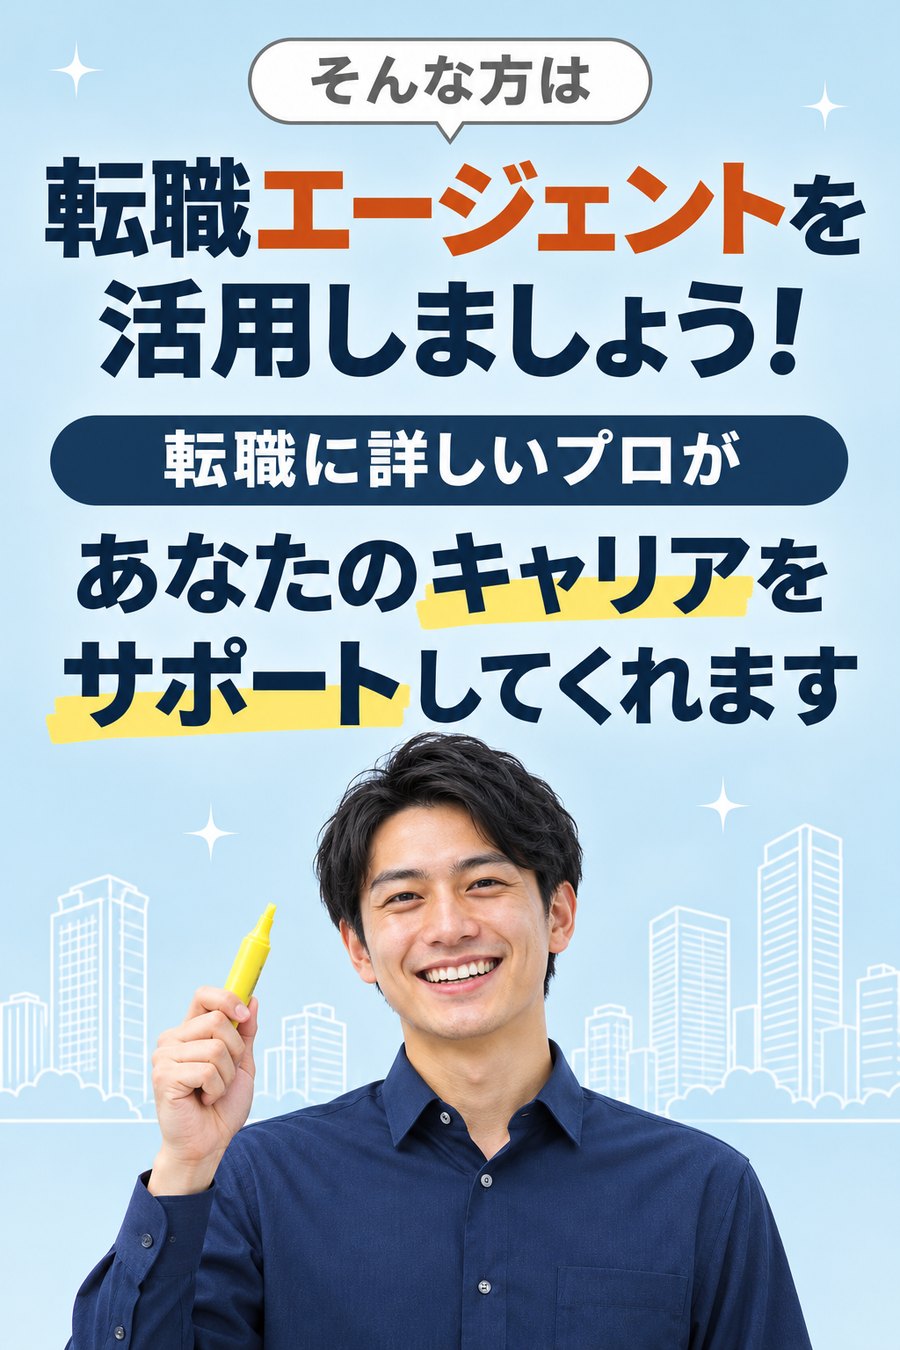 そんな方は
転職エージェントを
活用しましょう!
転職に詳しいプロが
あなたのキャリアを
サポートしてくれます